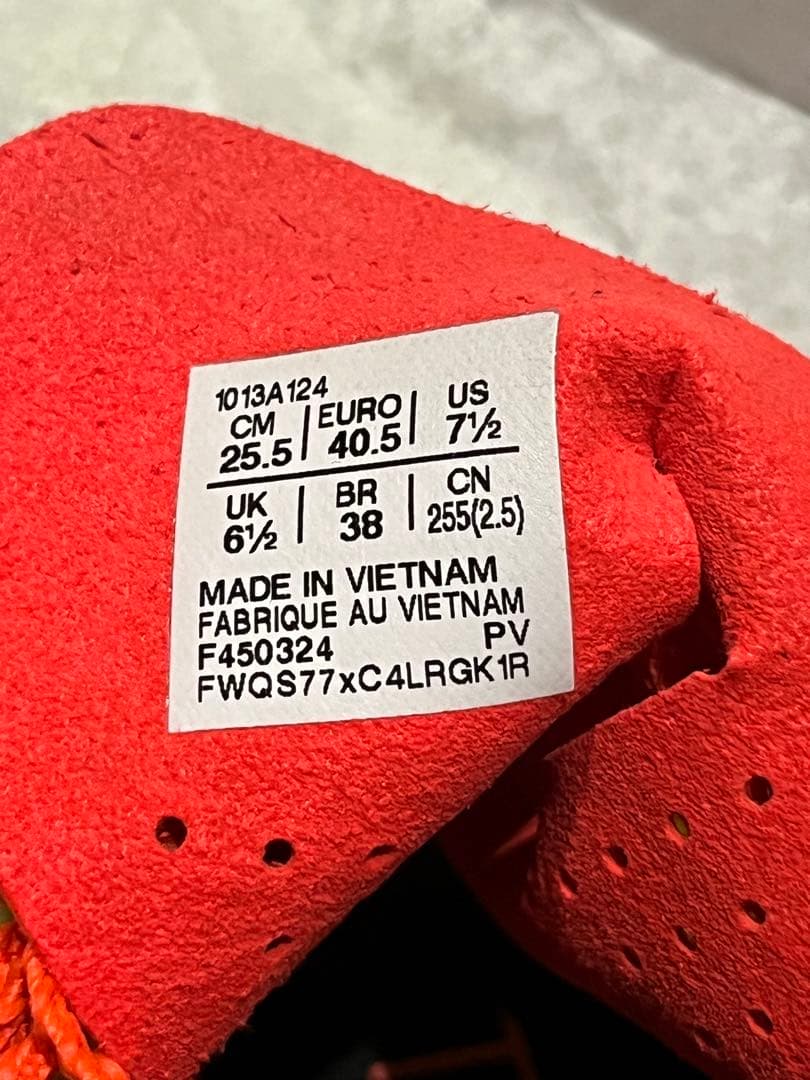 1013A124
CM EURO US
25.5 40.5 7½
UK BR CN
6½ 38 255(2.5)
MADE IN VIETNAM
FABRIQUE AU VIETNAM
F450324 PV
FWQS77xC4LRGK1R